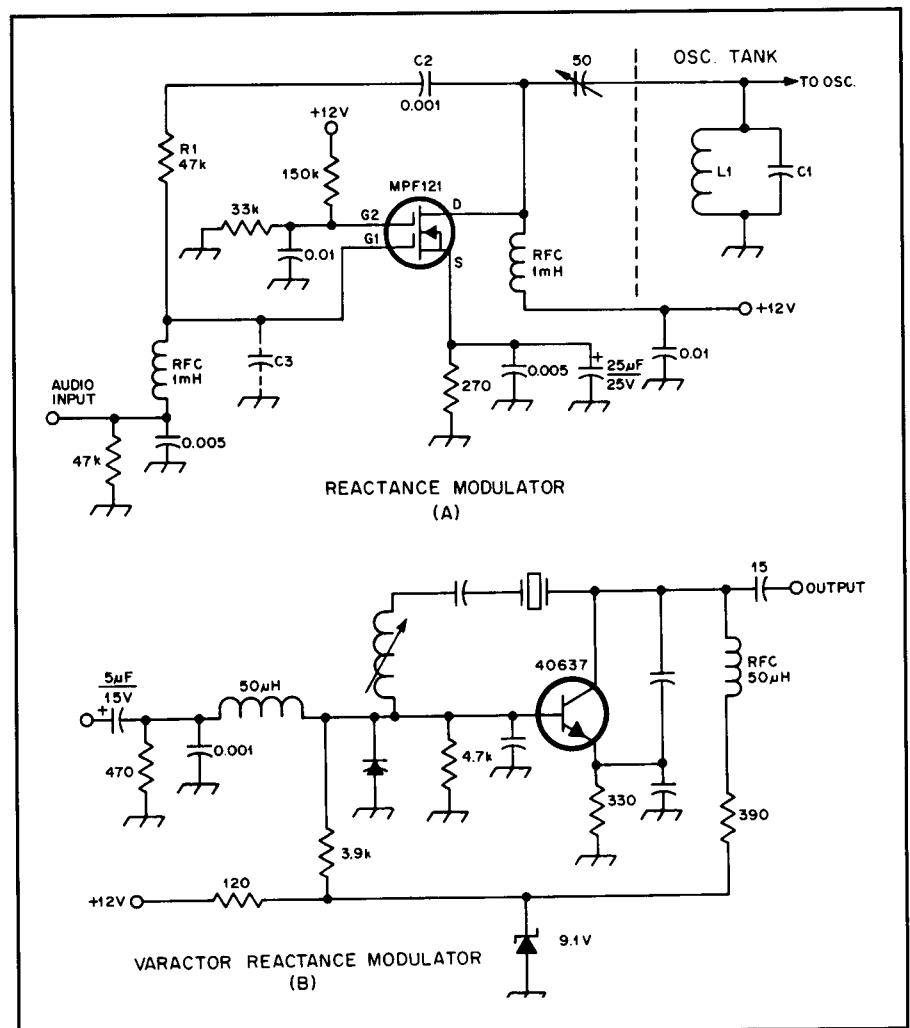 C2
0.001
50
OSC. TANK
TO OSC.
+12V
R1
47k
150k
MPF121
L1
C1
33k
G2
G1
D
S
0.01
RFC
1mH
+12V
C3
RFC
1mH
AUDIO
INPUT
0.005
47k
270
0.005
+
25µF
25V
0.01
REACTANCE MODULATOR
(A)
15
OUTPUT
5µF
15V
+
50µH
40637
RFC
50µH
470
0.001
4.7k
330
390
3.9k
+12V
120
9.1V
VARACTOR REACTANCE MODULATOR
(B)